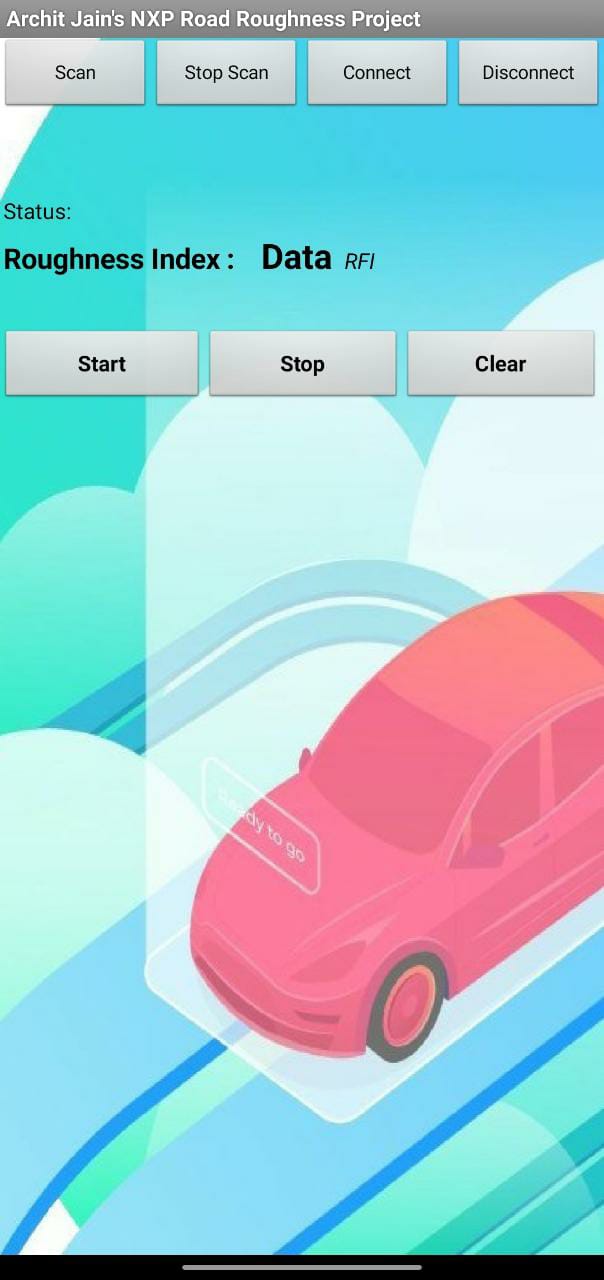 Archit Jain's NXP Road Roughness Project
Scan Stop Scan Connect Disconnect
Status:
Roughness Index : Data RFI
Start Stop Clear
Ready to go